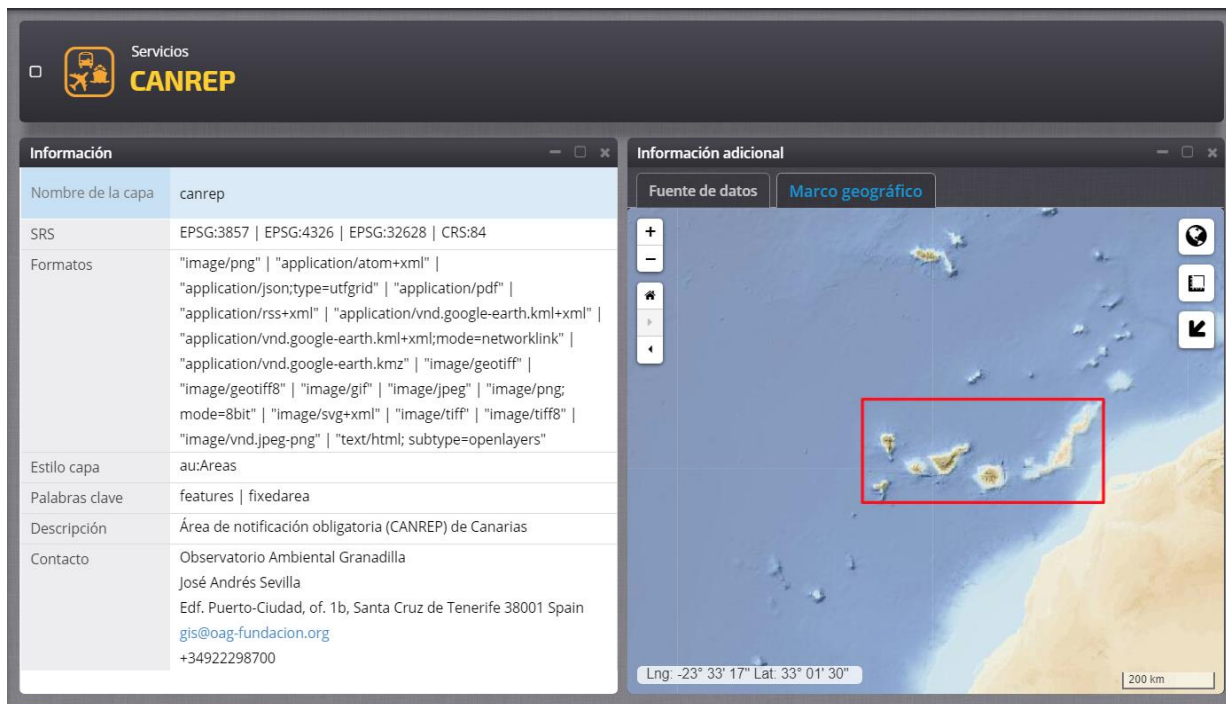 Servicios
CANREP
Información
Nombre de la capa canrep
SRS EPSG:3857 | EPSG:4326 | EPSG:32628 | CRS:84
Formatos "image/png" | "application/atom+xml" |
"application/json;type=utfgrid" | "application/pdf" |
"application/rss+xml" | "application/vnd.google-earth.kml+xml" |
"application/vnd.google-earth.kml+xml;mode=networklink" |
"application/vnd.google-earth.kmz" | "image/geotiff" |
"image/geotiff8" | "image/gif" | "image/jpeg" | "image/png;
mode=8bit" | "image/svg+xml" | "image/tiff" | "image/tiff8" |
"image/vnd.jpeg-png" | "text/html; subtype=openlayers"
Estilo capa au:Areas
Palabras clave features | fixedarea
Descripción Área de notificación obligatoria (CANREP) de Canarias
Contacto Observatorio Ambiental Granadilla
José Andrés Sevilla
Edf. Puerto-Ciudad, of. 1b, Santa Cruz de Tenerife 38001 Spain
gis@oag-fundacion.org
+34922298700
Información adicional
Fuente de datos Marco geográfico
+
−
Lng: -23° 33' 17" Lat: 33° 01' 30"
200 km